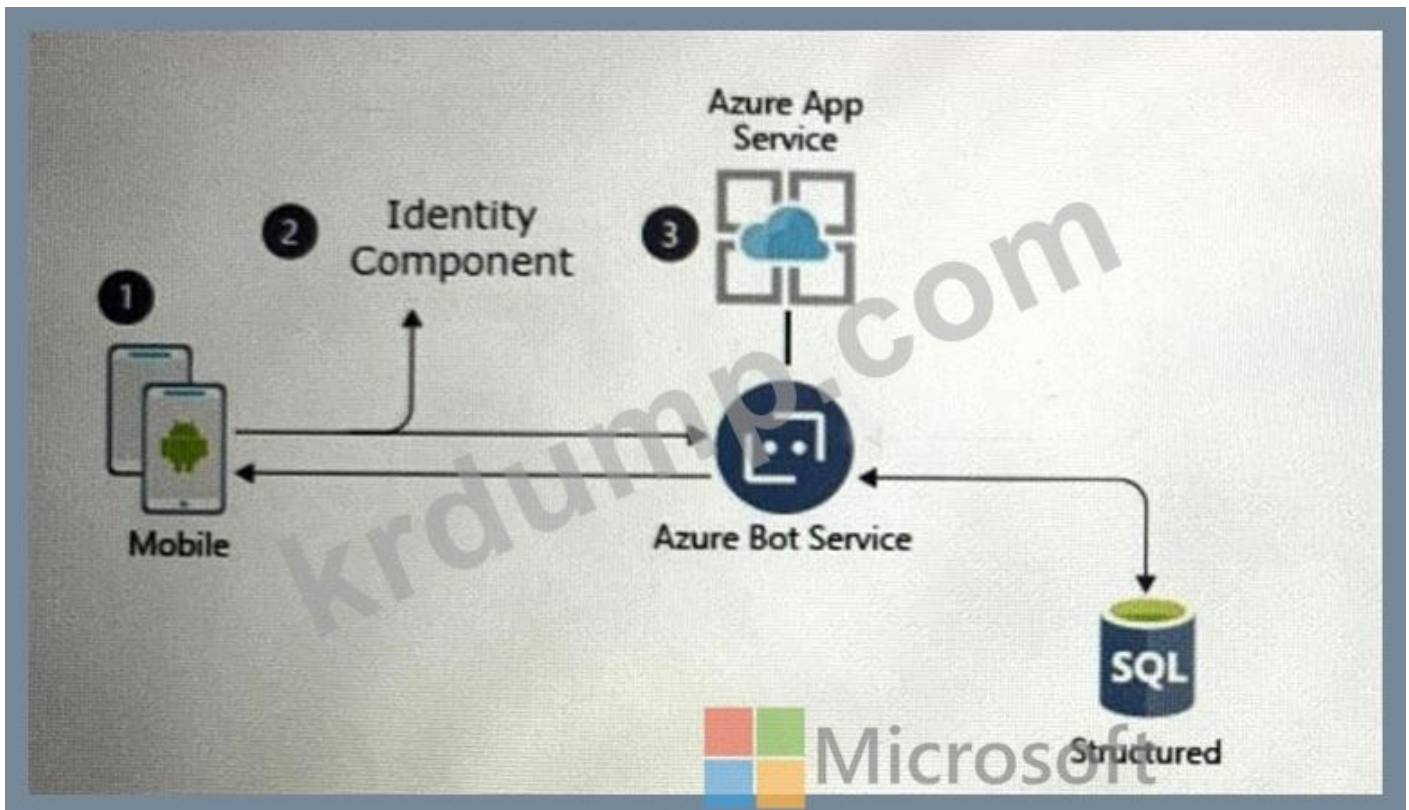 Azure App
Service
2
Identity
Component
3
1
Mobile
Azure Bot Service
SQL
Structured
krdump.com
Microsoft